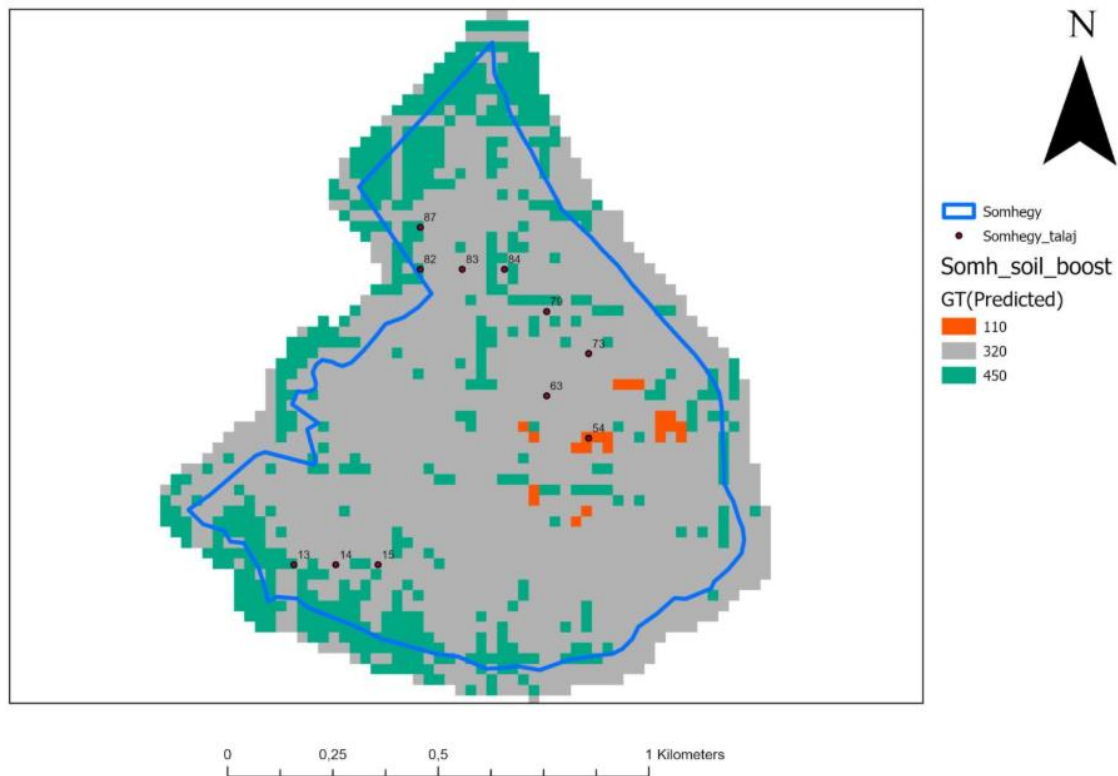 N
Somhegy
Somhegy_talaj
Somh_soil_boost
GT(Predicted)
110
320
450
87
82
83
84
79
73
63
54
13
14
15
0
0,25
0,5
1 Kilometers